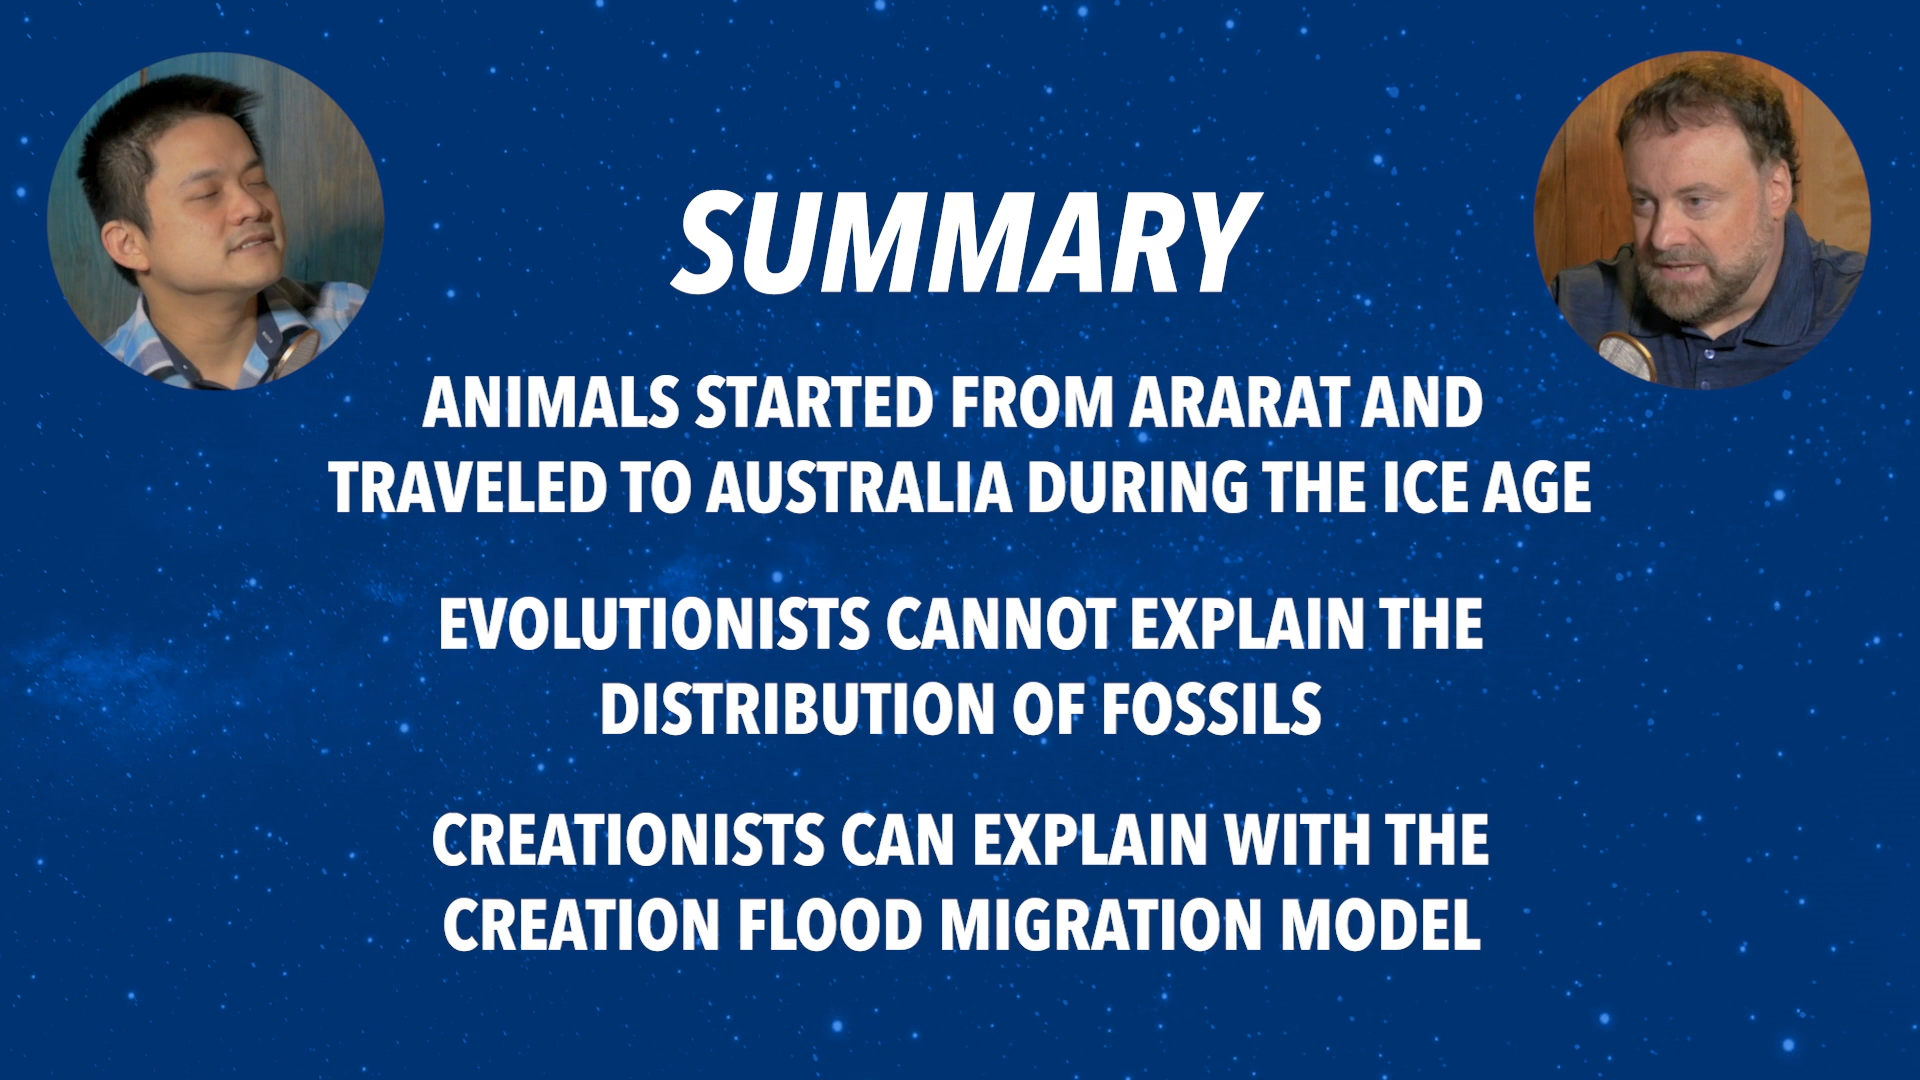 SUMMARY
ANIMALS STARTED FROM ARARAT AND
TRAVELED TO AUSTRALIA DURING THE ICE AGE
EVOLUTIONISTS CANNOT EXPLAIN THE
DISTRIBUTION OF FOSSILS
CREATIONISTS CAN EXPLAIN WITH THE
CREATION FLOOD MIGRATION MODEL